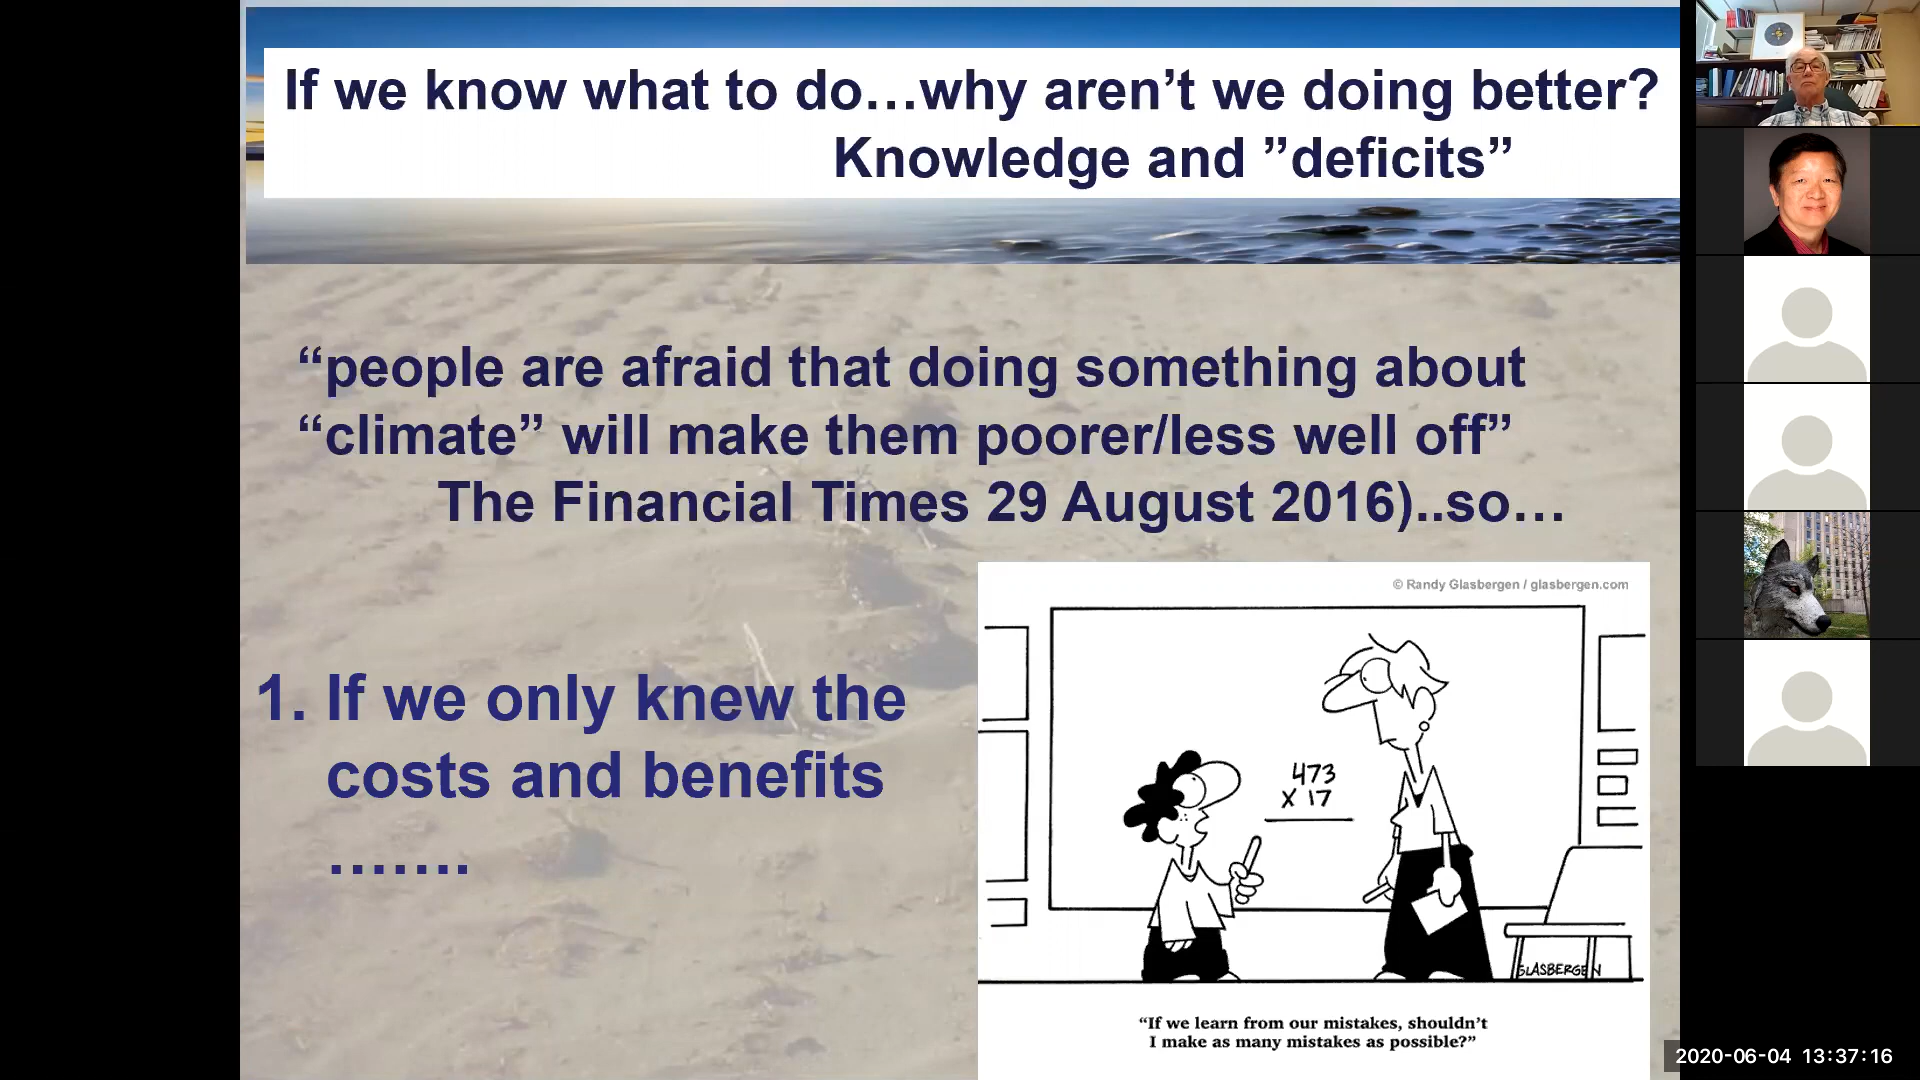 If we know what to do…why aren’t we doing better?
Knowledge and ”deficits”
“people are afraid that doing something about
“climate” will make them poorer/less well off”
The Financial Times 29 August 2016)..so…
1. If we only knew the
costs and benefits
…….
© Randy Glasbergen / glasbergen.com
473
X 17
GLASBERGEN
“If we learn from our mistakes, shouldn’t
I make as many mistakes as possible?”
2020-06-04 13:37:16